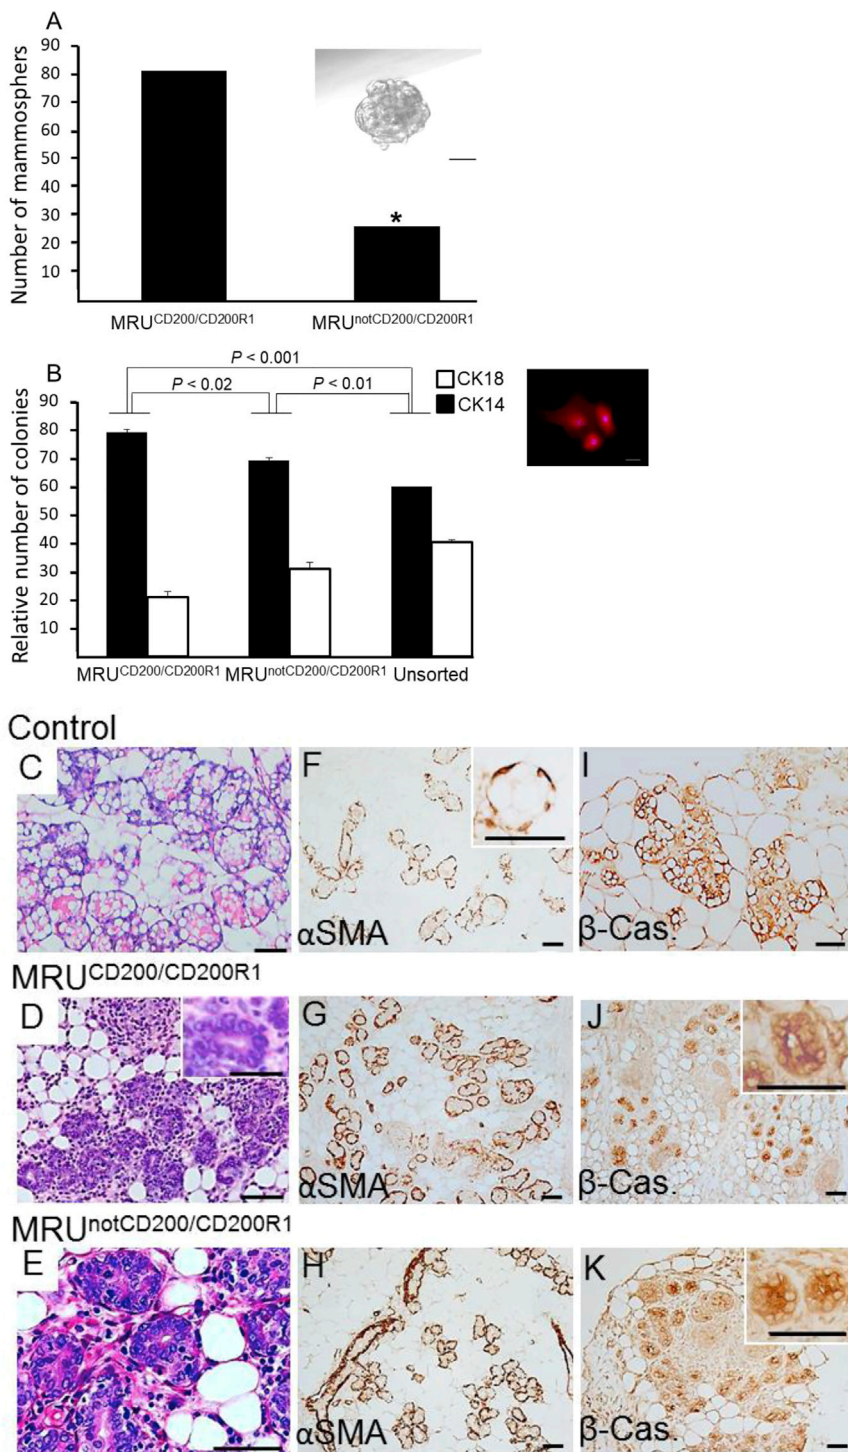 A
Number of mammosphers
90
80
70
60
50
40
30
20
10
*
MRUCD200/CD200R1
MRUnotCD200/CD200R1
B
P < 0.001
P < 0.02
P < 0.01
CK18
CK14
Relative number of colonies
90
80
70
60
50
40
30
20
10
MRUCD200/CD200R1
MRUnotCD200/CD200R1
Unsorted
Control
C
F
αSMA
I
β-Cas.
MRUCD200/CD200R1
D
G
αSMA
J
β-Cas.
MRUnotCD200/CD200R1
E
H
αSMA
K
β-Cas.